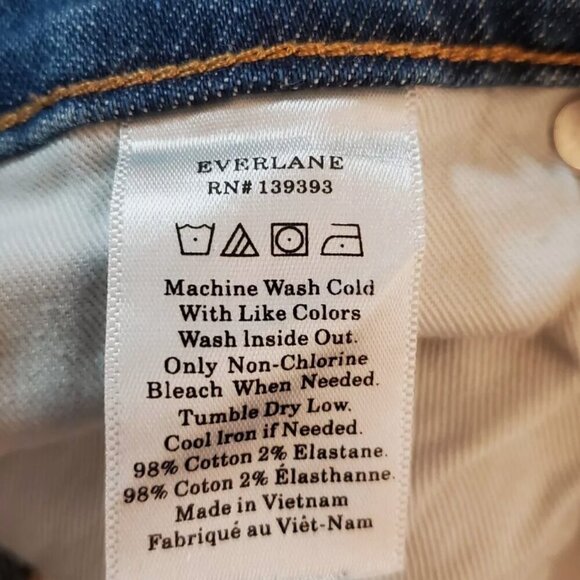 EVERLANE
RN# 139393
Machine Wash Cold
With Like Colors
Wash Inside Out.
Only Non-Chlorine
Bleach When Needed.
Tumble Dry Low.
Cool Iron if Needed.
98% Cotton 2% Elastane.
98% Coton 2% Élasthanne.
Made in Vietnam
Fabriqué au Viêt-Nam